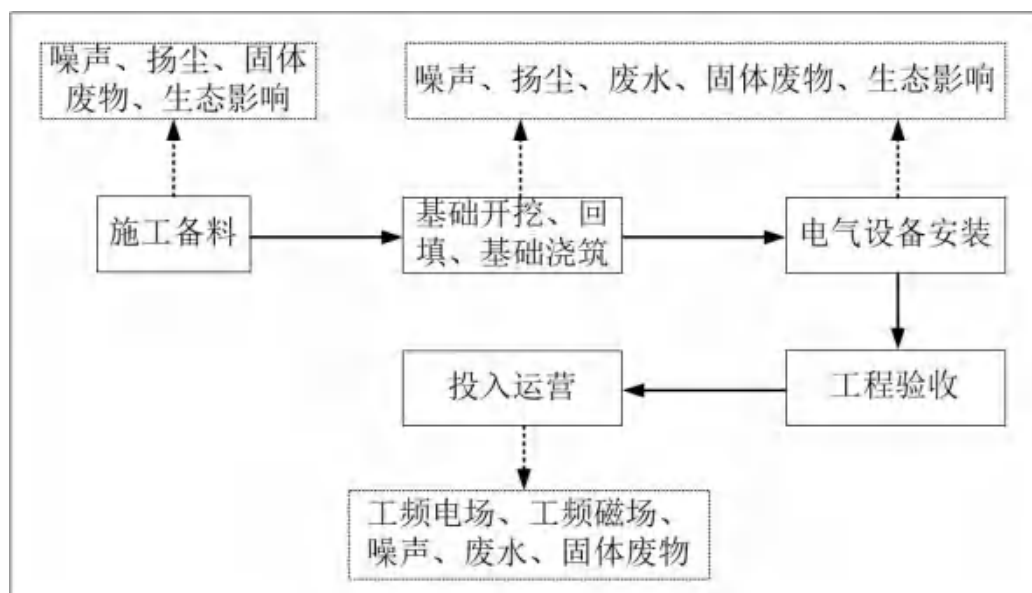 噪声、扬尘、固体
废物、生态影响
噪声、扬尘、废水、固体废物、生态影响
施工备料
基础开挖、回
填、基础浇筑
电气设备安装
投入运营
工程验收
工频电场、工频磁场、
噪声、废水、固体废物